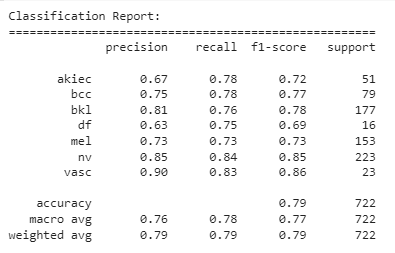 Classification Report:
======================================================
precision recall f1-score support
akiec 0.67 0.78 0.72 51
bcc 0.75 0.78 0.77 79
bkl 0.81 0.76 0.78 177
df 0.63 0.75 0.69 16
mel 0.73 0.73 0.73 153
nv 0.85 0.84 0.85 223
vasc 0.90 0.83 0.86 23
accuracy 0.79 722
macro avg 0.76 0.78 0.77 722
weighted avg 0.79 0.79 0.79 722